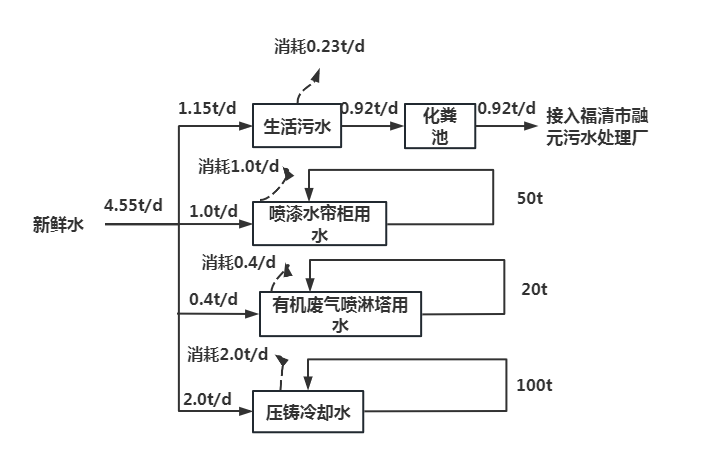 消耗0.23t/d
1.15t/d
生活污水
0.92t/d
化粪
池
0.92t/d
接入福清市融
元污水处理厂
消耗1.0t/d
4.55t/d
新鲜水
1.0t/d
喷漆水帘柜用
水
50t
消耗0.4/d
0.4t/d
有机废气喷淋塔用
水
20t
消耗2.0t/d
2.0t/d
压铸冷却水
100t